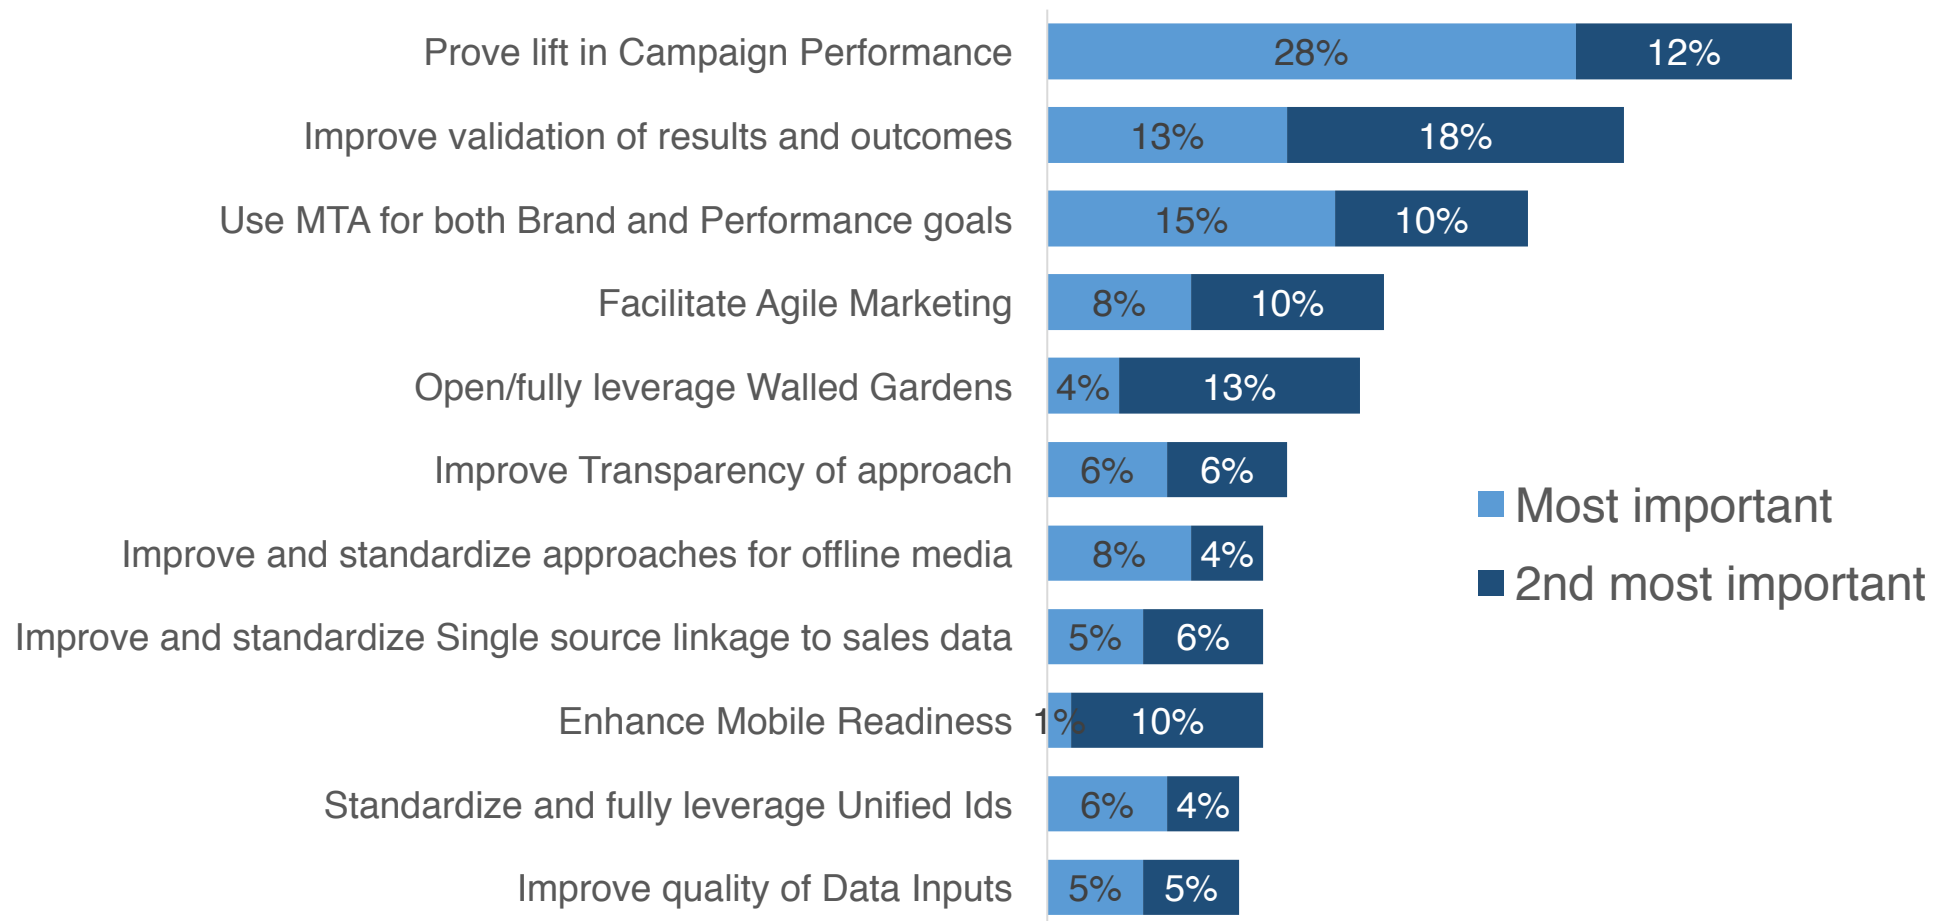 Prove lift in Campaign Performance 28% 12%
Improve validation of results and outcomes 13% 18%
Use MTA for both Brand and Performance goals 15% 10%
Facilitate Agile Marketing 8% 10%
Open/fully leverage Walled Gardens 4% 13%
Improve Transparency of approach 6% 6%
Most important
Improve and standardize approaches for offline media 8% 4%
2nd most important
Improve and standardize Single source linkage to sales data 5% 6%
Enhance Mobile Readiness 1% 10%
Standardize and fully leverage Unified Ids 6% 4%
Improve quality of Data Inputs 5% 5%